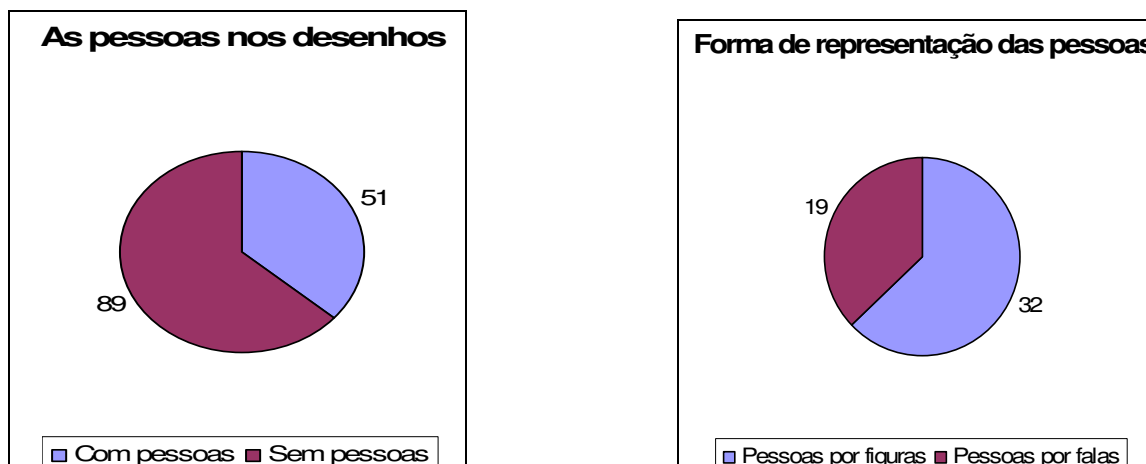 As pessoas nos desenhos
51
89
Com pessoas Sem pessoas
Forma de representação das pessoas
19
32
Pessoas por figuras Pessoas por falas